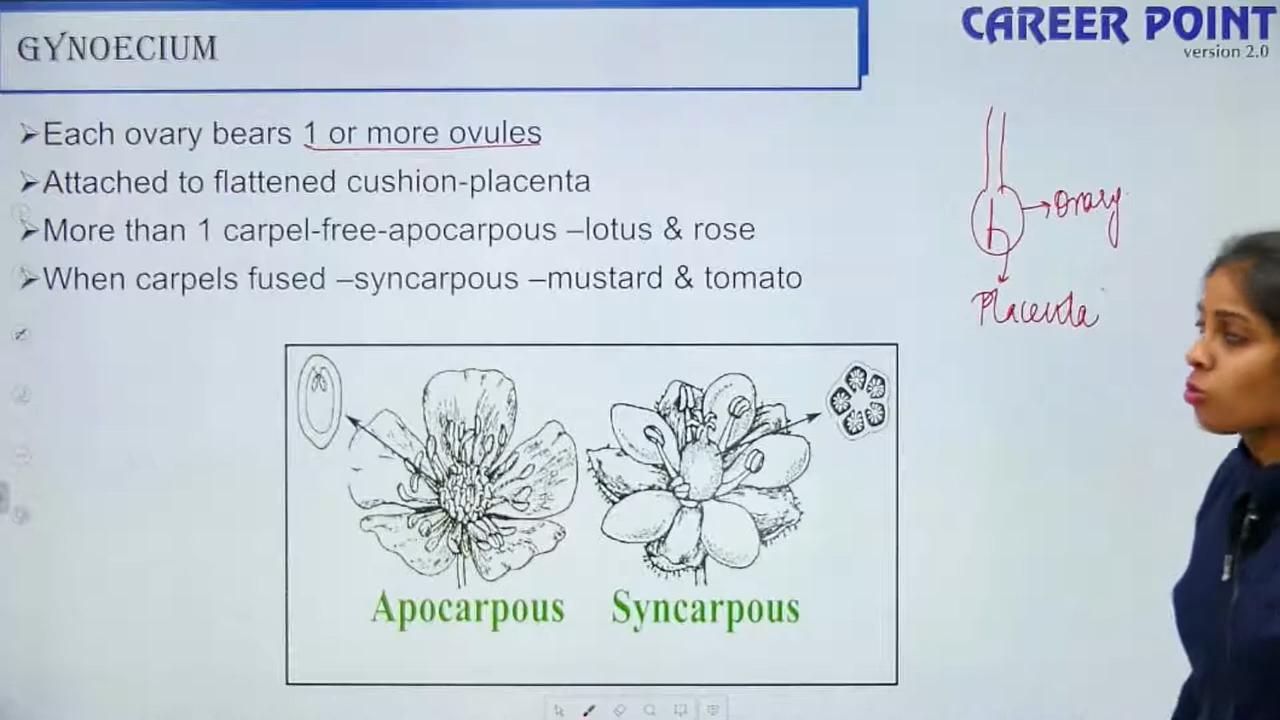 GYNOECIUM
CAREER POINT
version 2.0
➢Each ovary bears 1 or more ovules
➢Attached to flattened cushion-placenta
➢More than 1 carpel-free-apocarpous –lotus & rose
➢When carpels fused –syncarpous –mustard & tomato
Ovary
Placenta
Apocarpous Syncarpous